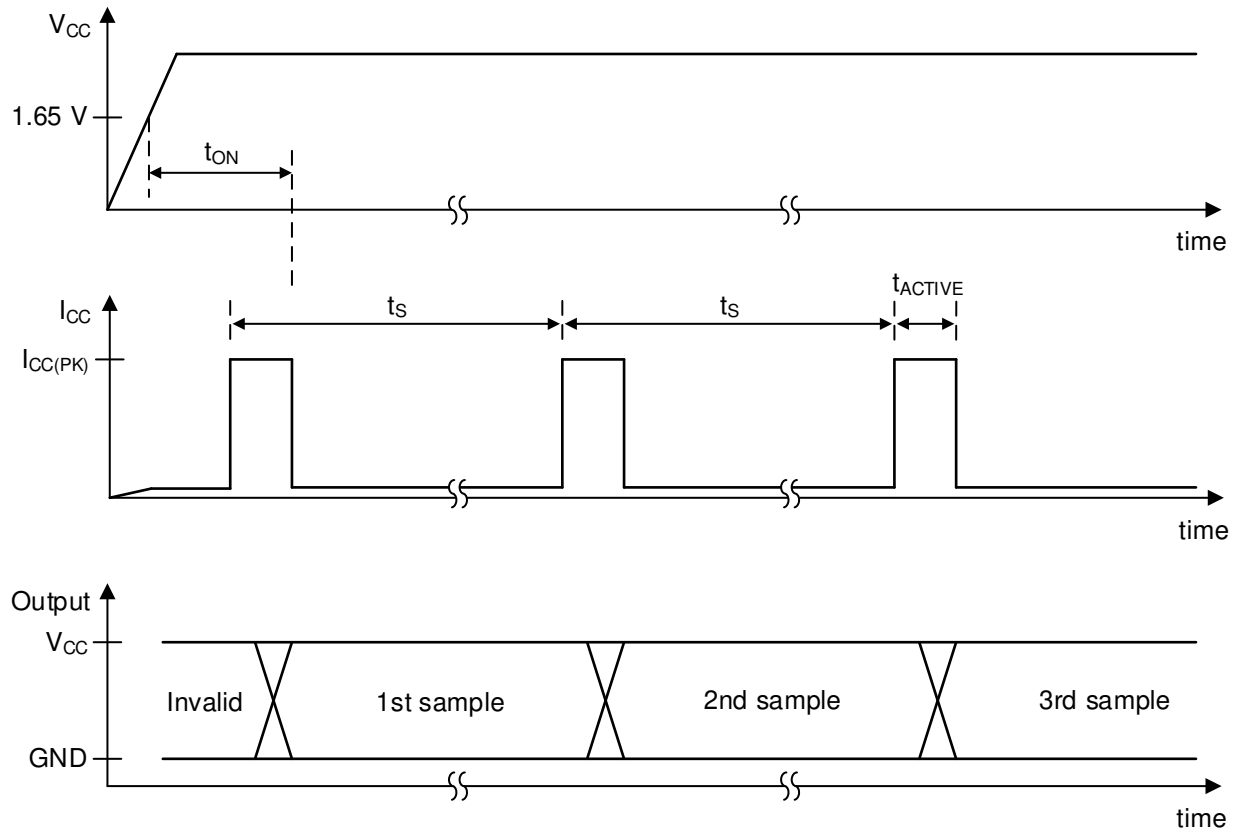 VCC
1.65 V
tON
time
ICC
tS
tS
tACTIVE
ICC(PK)
time
Output
VCC
Invalid
1st sample
2nd sample
3rd sample
GND
time